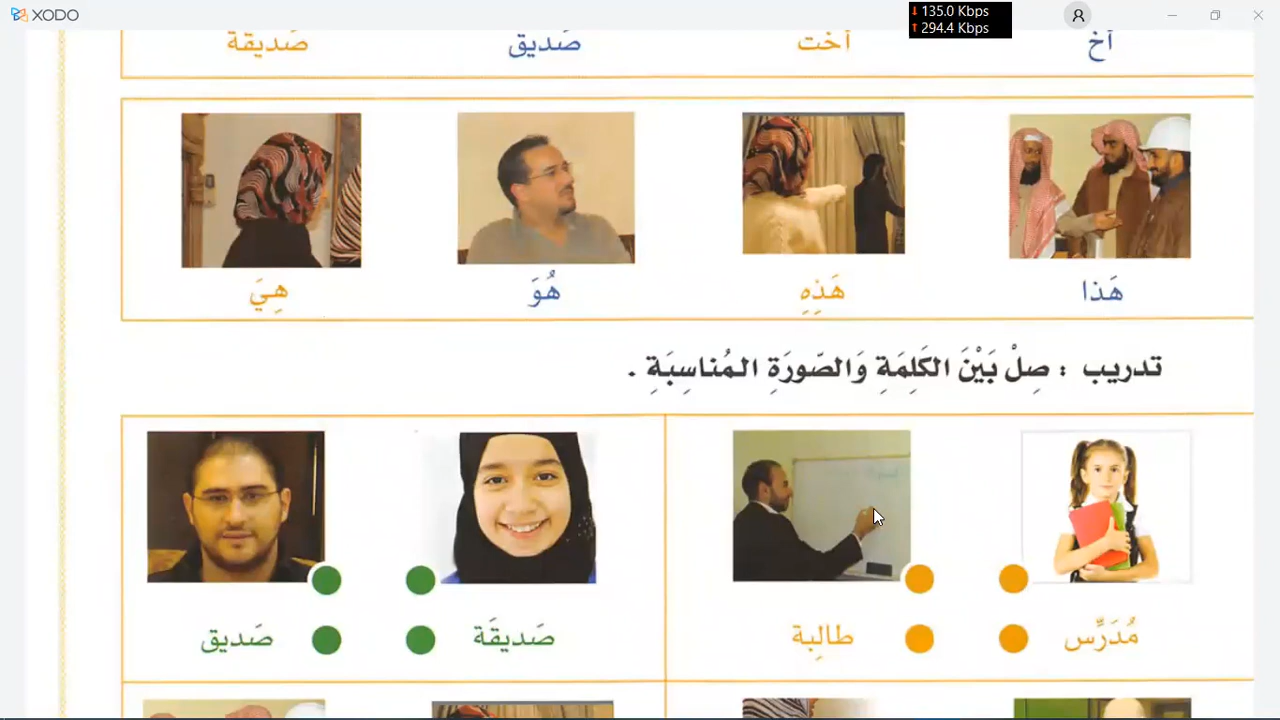 XODO
↓ 135.0 Kbps
↑ 294.4 Kbps
أخ أخت صَديق صَديقة
هَذا هَذِهِ هُوَ هِيَ
تدريب : صِلْ بَيْنَ الكَلِمَةِ وَالصّورَةِ المُناسِبَةِ .
مُدَرِّس طالِبة صَديقَة صَديق